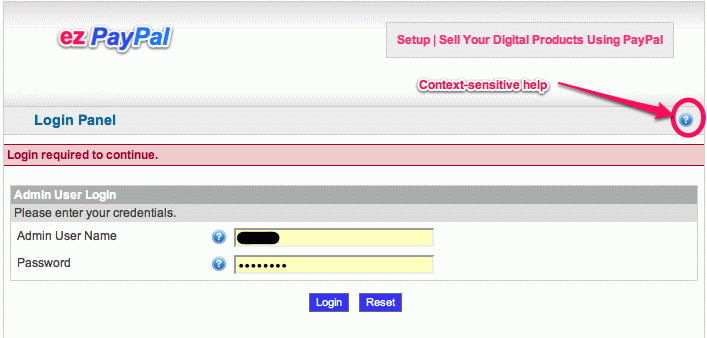 ez PayPal
Setup | Sell Your Digital Products Using PayPal
Context-sensitive help
Login Panel
?
Login required to continue.
Admin User Login
Please enter your credentials.
Admin User Name ?
Password ? ••••••••
Login Reset